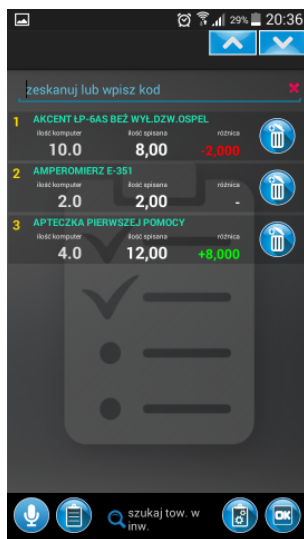 29% 20:36
zeskanuj lub wpisz kod
1 AKCENT ŁP-6AS BEŻ WYŁ.DZW.OSPEL
ilość komputer ilość spisana różnica
10.0 8,00 -2,000
2 AMPEROMIERZ E-351
ilość komputer ilość spisana różnica
2.0 2,00 -
3 APTECZKA PIERWSZEJ POMOCY
ilość komputer ilość spisana różnica
4.0 12,00 +8,000
szukaj tow. w
inw.
OK